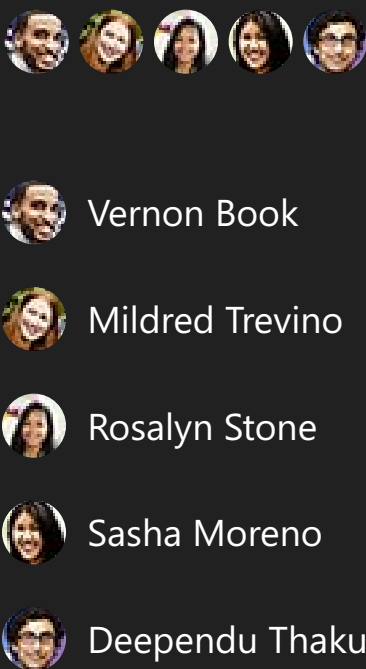 Vernon Book
Mildred Trevino
Rosalyn Stone
Sasha Moreno
Deependu Thaku